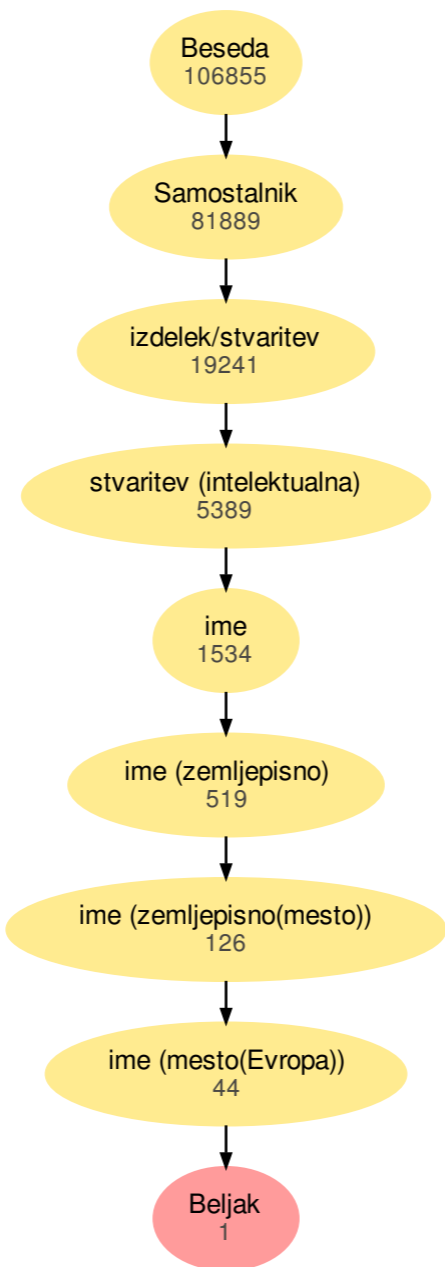 Beseda
106855
Samostalnik
81889
izdelek/stvaritev
19241
stvaritev (intelektualna)
5389
ime
1534
ime (zemljepisno)
519
ime (zemljepisno(mesto))
126
ime (mesto(Evropa))
44
Beljak
1